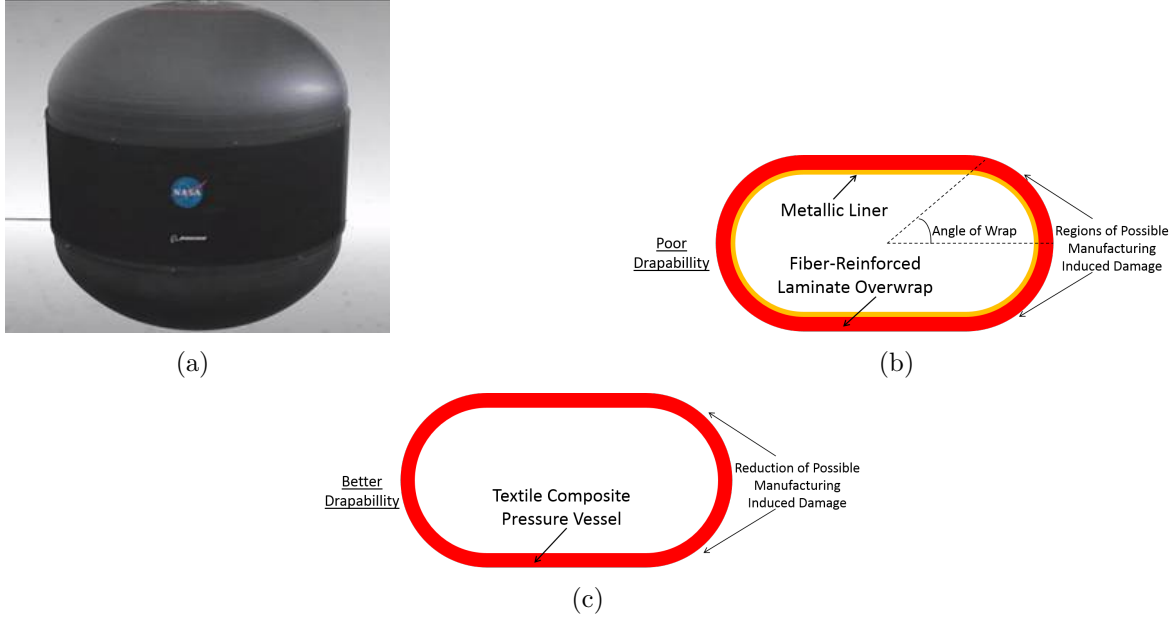 NASA
BOEING
(a)
Metallic Liner
Angle of Wrap
Poor
Drapabillity
Fiber-Reinforced
Laminate Overwrap
Regions of Possible
Manufacturing
Induced Damage
(b)
Better
Drapabillity
Textile Composite
Pressure Vessel
Reduction of Possible
Manufacturing
Induced Damage
(c)